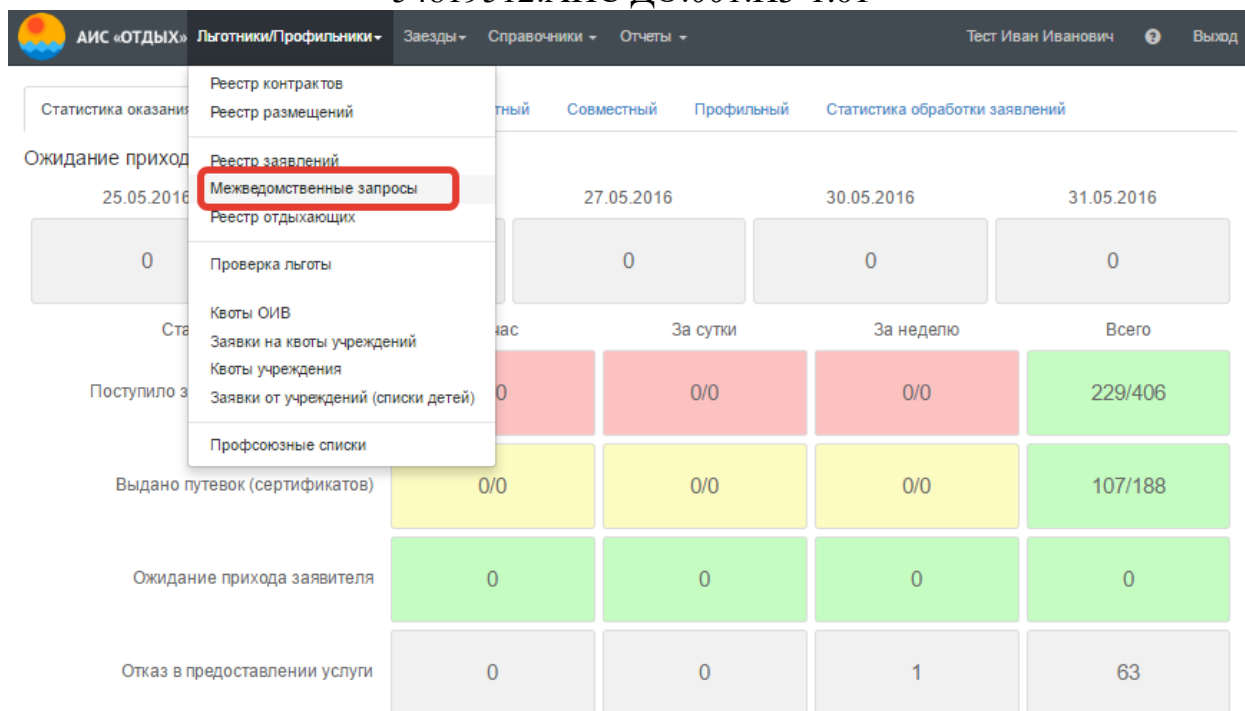 АИС «ОТДЫХ» Льготники/Профильники Заезды Справочники Отчеты Тест Иван Иванович ? Выход
Реестр контрактов
Реестр размещений
Реестр заявлений
Межведомственные запросы
Реестр отдыхающих
Проверка льготы
Квоты ОИВ
Заявки на квоты учреждений
Квоты учреждения
Заявки от учреждений (списки детей)
Профсоюзные списки
Статистика оказания тный Совместный Профильный Статистика обработки заявлений
Ожидание приход
25.05.2016 27.05.2016 30.05.2016 31.05.2016
0 0 0 0
Ста час За сутки За неделю Всего
Поступило з 0 0/0 0/0 229/406
Выдано путевок (сертификатов) 0/0 0/0 0/0 107/188
Ожидание прихода заявителя 0 0 0 0
Отказ в предоставлении услуги 0 0 1 63